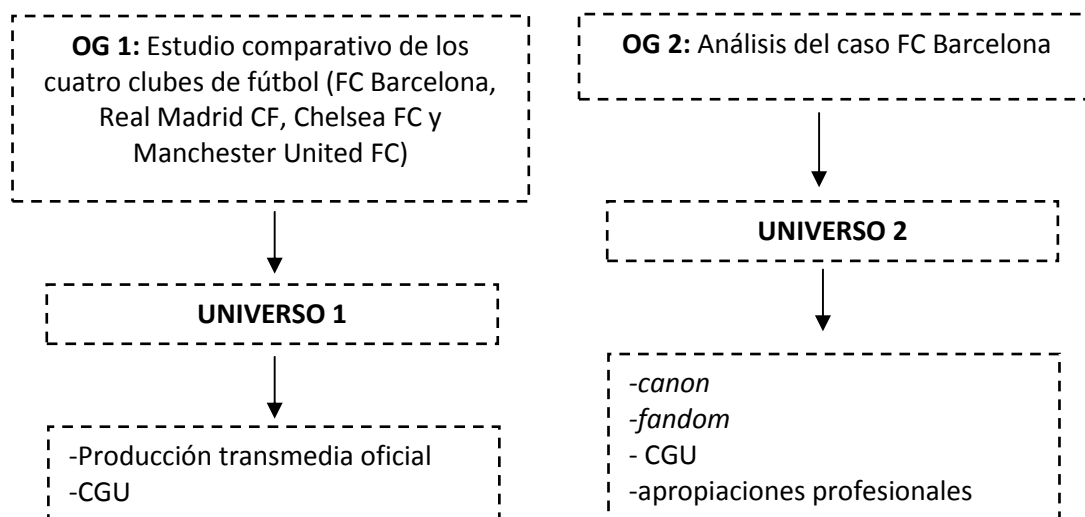 OG 1: Estudio comparativo de los
cuatro clubes de fútbol (FC Barcelona,
Real Madrid CF, Chelsea FC y
Manchester United FC)
UNIVERSO 1
-Producción transmedia oficial
-CGU
OG 2: Análisis del caso FC Barcelona
UNIVERSO 2
-canon
-fandom
- CGU
-apropiaciones profesionales